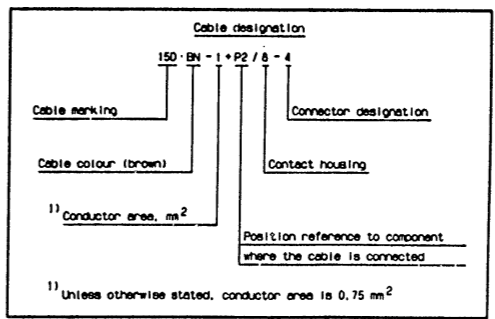 Cable designation
150·BN-1+P2/8-4
Cable marking
Connector designation
Cable colour (brown)
Contact housing
1) Conductor area, mm2
Position reference to component
where the cable is connected
1) Unless otherwise stated, conductor area is 0,75 mm2